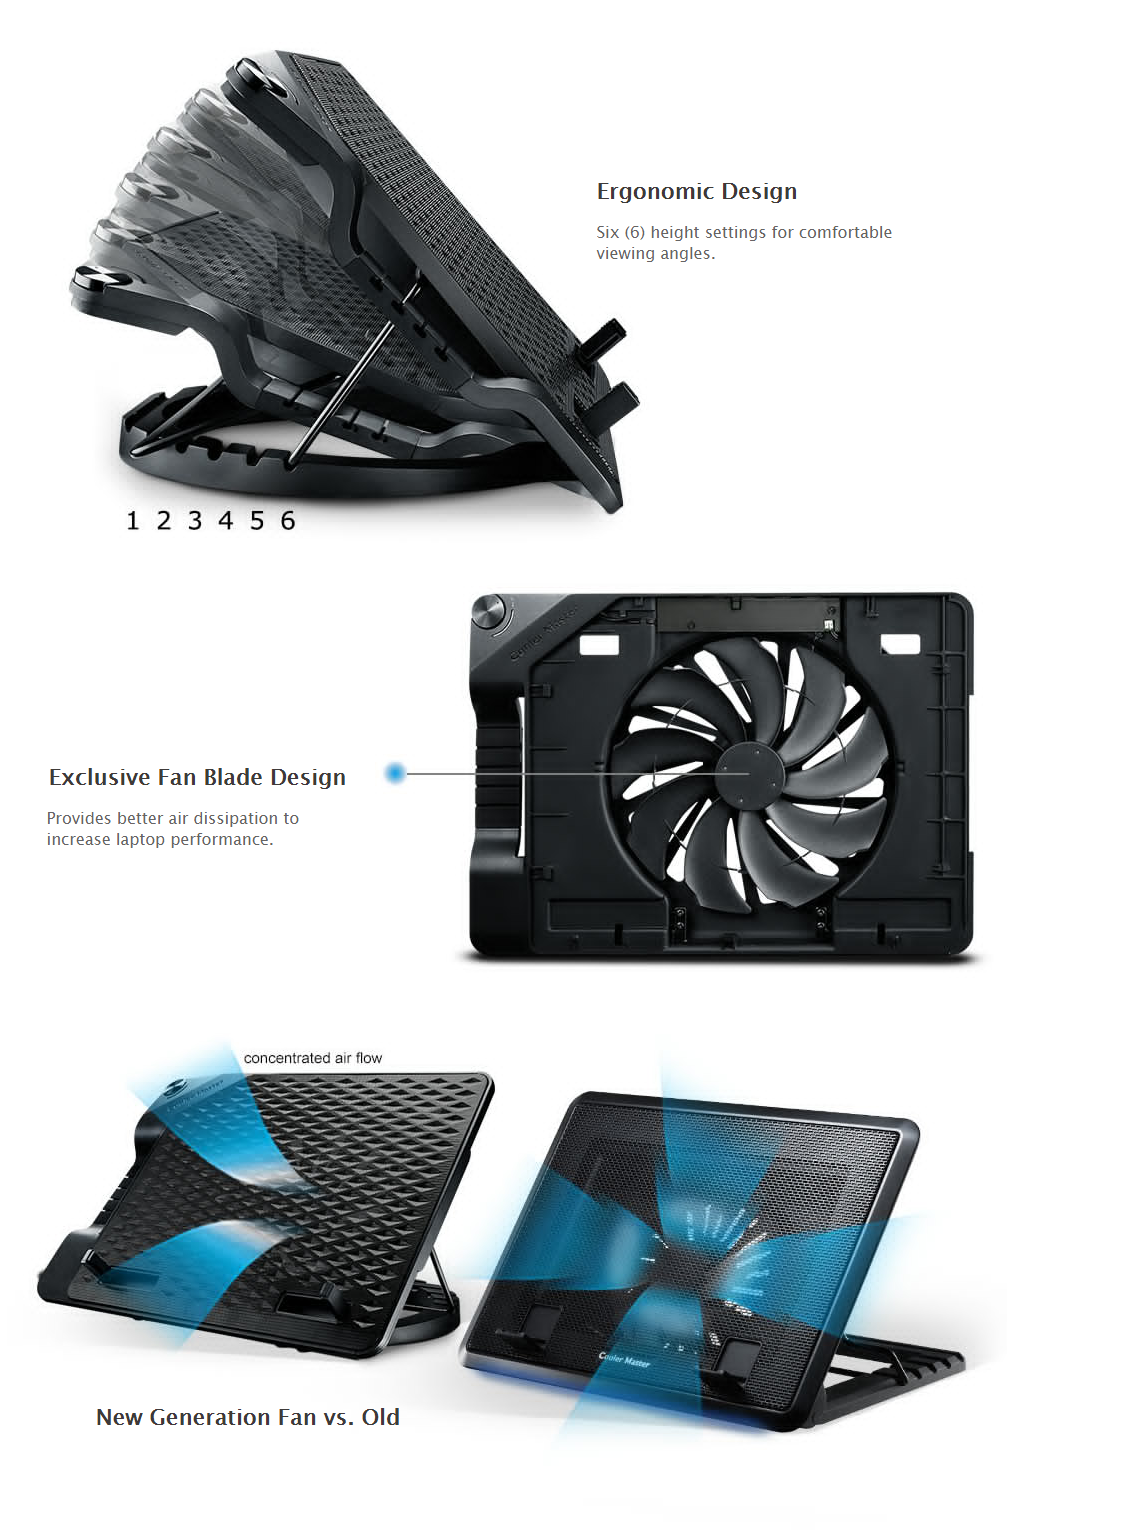 Ergonomic Design
Six (6) height settings for comfortable
viewing angles.
1 2 3 4 5 6
Cooler Master
Exclusive Fan Blade Design
Provides better air dissipation to
increase laptop performance.
concentrated air flow
Cooler Master
Cooler Master
New Generation Fan vs. Old